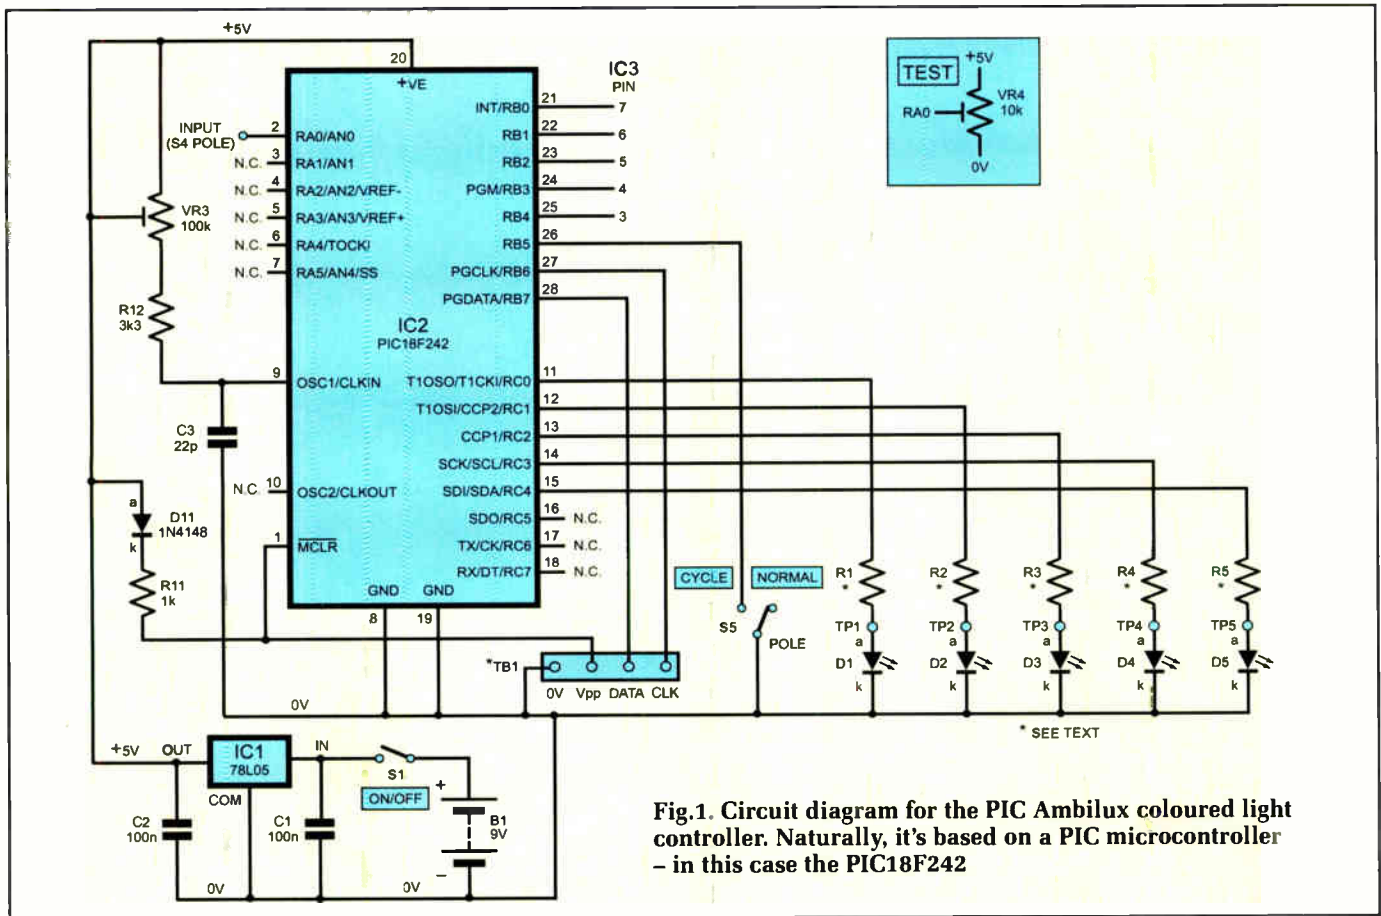 +5V
20
+VE
IC3
PIN
INT/RB0 21 7
RB1 22 6
RB2 23 5
PGM/RB3 24 4
RB4 25 3
RB5 26
PGCLK/RB6 27
PGDATA/RB7 28
TEST
+5V
RA0
VR4
10k
0V
INPUT
(S4 POLE)
2 RA0/AN0
N.C. 3 RA1/AN1
N.C. 4 RA2/AN2/VREF-
N.C. 5 RA3/AN3/VREF+
N.C. 6 RA4/TOCKI
N.C. 7 RA5/AN4/SS
VR3
100k
R12
3k3
IC2
PIC18F242
9 OSC1/CLKIN
T1OSO/T1CKI/RC0 11
T1OSI/CCP2/RC1 12
CCP1/RC2 13
SCK/SCL/RC3 14
SDI/SDA/RC4 15
SDO/RC5 16 N.C.
TX/CK/RC6 17 N.C.
RX/DT/RC7 18 N.C.
C3
22p
N.C. 10 OSC2/CLKOUT
a
D11
1N4148
k
1 MCLR
R11
1k
GND GND
8 19
CYCLE NORMAL
S5
POLE
R1
*
R2
*
R3
*
R4
*
R5
*
TP1 TP2 TP3 TP4 TP5
a a a a a
D1 D2 D3 D4 D5
k k k k k
*TB1
0V Vpp DATA CLK
0V
* SEE TEXT
+5V OUT
IC1
78L05
IN
COM
S1
ON/OFF
C2
100n
C1
100n
+
B1
9V
−
0V 0V
Fig.1. Circuit diagram for the PIC Ambilux coloured light
controller. Naturally, it's based on a PIC microcontroller
– in this case the PIC18F242